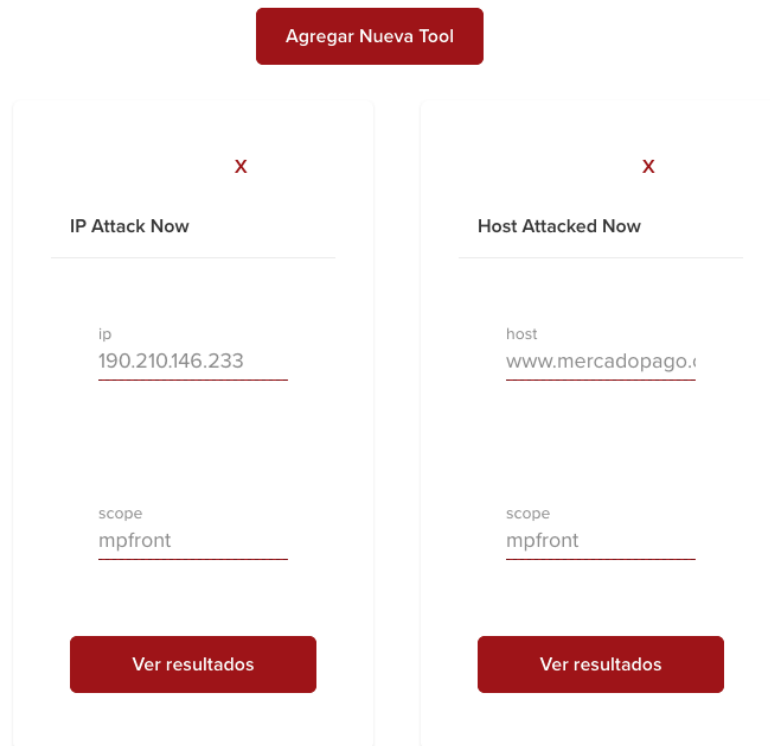 Agregar Nueva Tool
X
IP Attack Now
ip
190.210.146.233
scope
mpfront
Ver resultados
X
Host Attacked Now
host
www.mercadopago.
scope
mpfront
Ver resultados